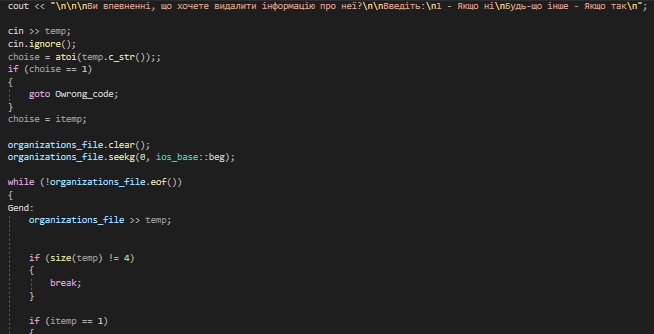 cout << "\n\n\nВи впевненні, що хочете видалити інформацію про неї?\n\nВведіть:\n1 - Якщо ні\nБудь-що інше - Якщо так\n";
cin >> temp;
cin.ignore();
choise = atoi(temp.c_str());;
if (choise == 1)
{
goto Owrong_code;
}
choise = itemp;
organizations_file.clear();
organizations_file.seekg(0, ios_base::beg);
while (!organizations_file.eof())
{
Gend:
organizations_file >> temp;
if (size(temp) != 4)
{
break;
}
if (itemp == 1)
{